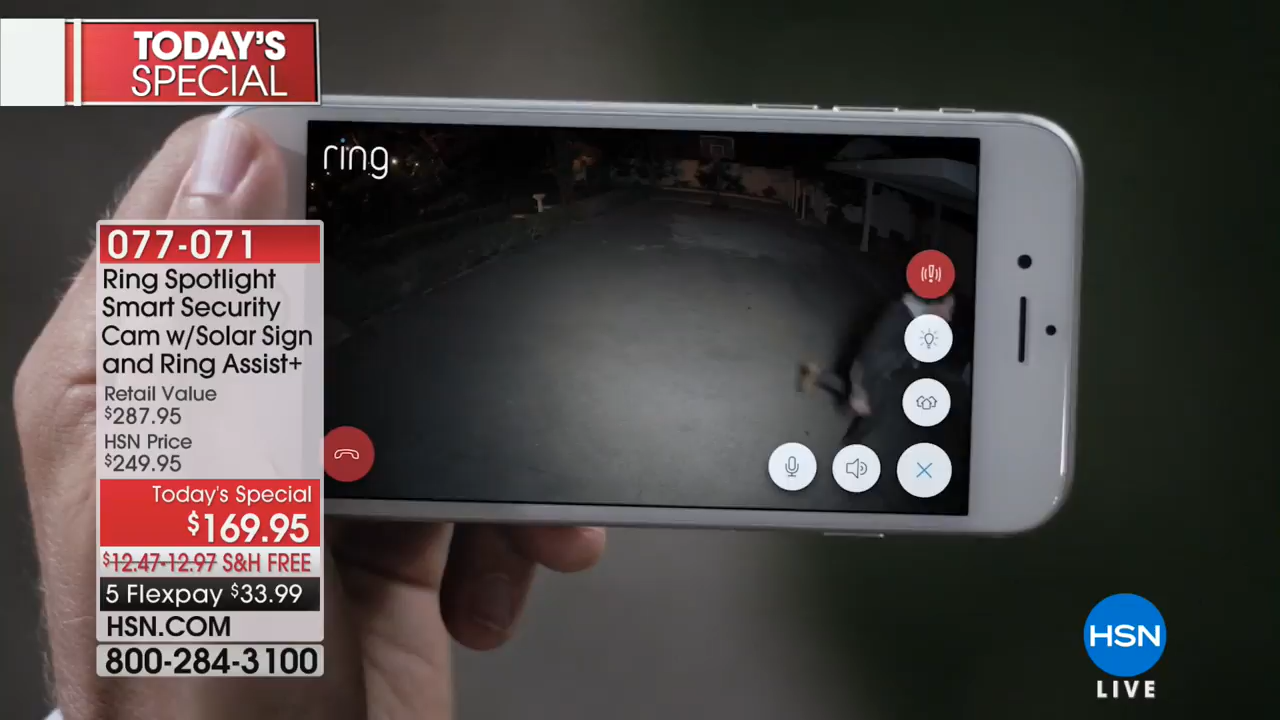 TODAY'S
SPECIAL
ring
077-071
Ring Spotlight
Smart Security
Cam w/Solar Sign
and Ring Assist+
Retail Value
$287.95
HSN Price
$249.95
Today's Special
$169.95
$12.47-12.97 S&H FREE
5 Flexpay $33.99
HSN.COM
800-284-3100
HSN
LIVE